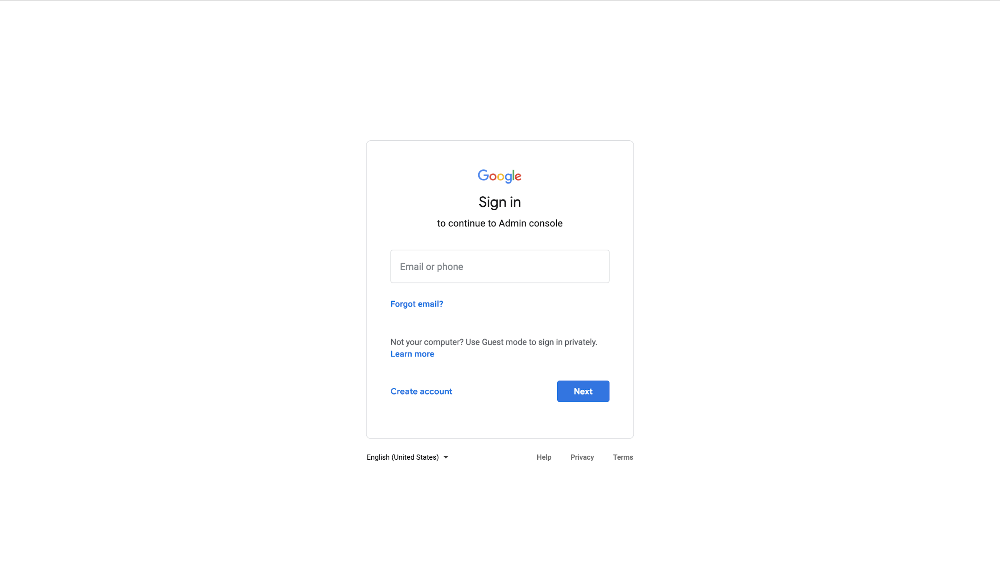 Google
Sign in
to continue to Admin console
Email or phone
Forgot email?
Not your computer? Use Guest mode to sign in privately.
Learn more
Create account
Next
English (United States)
Help
Privacy
Terms